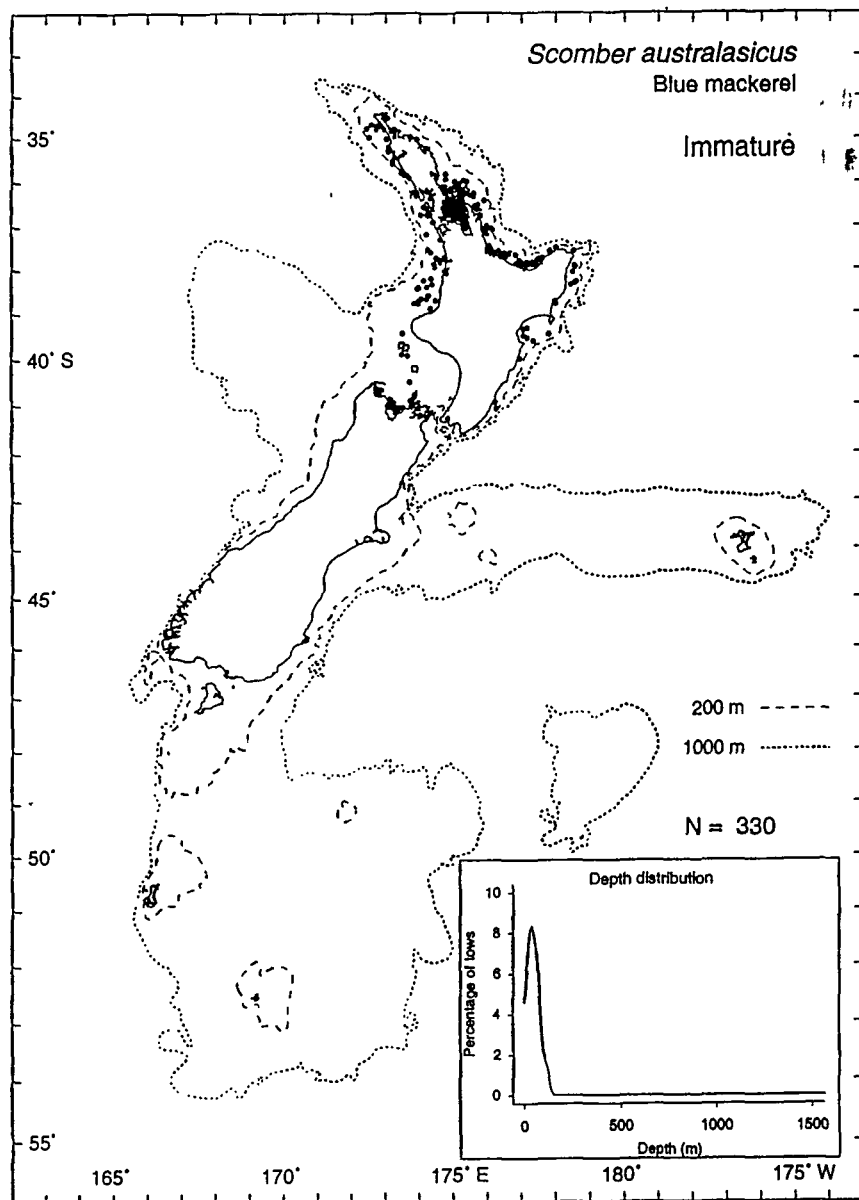 Scomber australasicus
Blue mackerel
Immature
35°
40° S
45°
50°
55°
200 m
1000 m
N = 330
Depth distribution
10
8
6
4
2
0
Percentage of tows
0 500 1000 1500
Depth (m)
165° 170° 175° E 180° 175° W